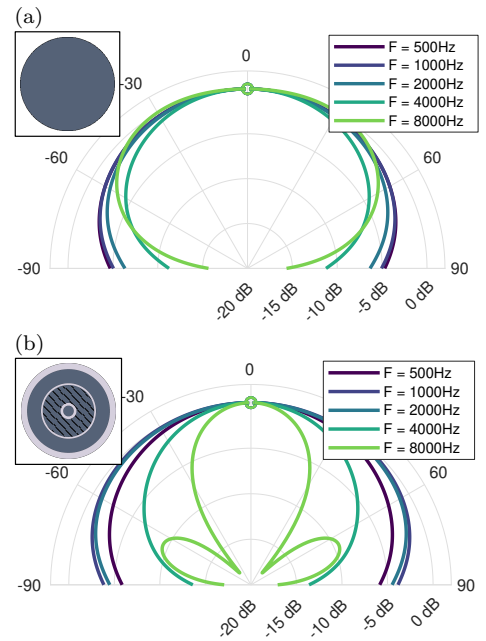 (a)
0
-30
-60
60
-90
90
-20 dB
-15 dB
-10 dB
-5 dB
0 dB
F = 500Hz
F = 1000Hz
F = 2000Hz
F = 4000Hz
F = 8000Hz
(b)
0
-30
-60
60
-90
90
-20 dB
-15 dB
-10 dB
-5 dB
0 dB
F = 500Hz
F = 1000Hz
F = 2000Hz
F = 4000Hz
F = 8000Hz